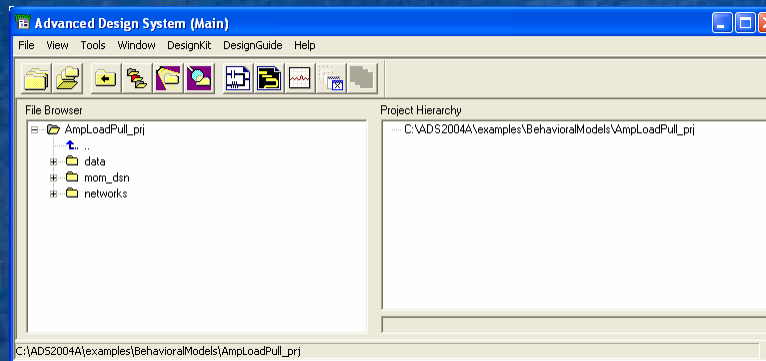 Advanced Design System (Main)
File View Tools Window DesignKit DesignGuide Help
File Browser
AmpLoadPull_prj
..
data
mom_dsn
networks
Project Hierarchy
C:\ADS2004A\examples\BehavioralModels\AmpLoadPull_prj
C:\ADS2004A\examples\BehavioralModels\AmpLoadPull_prj